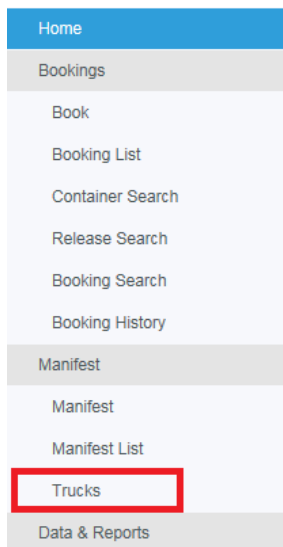 Home
Bookings
Book
Booking List
Container Search
Release Search
Booking Search
Booking History
Manifest
Manifest
Manifest List
Trucks
Data & Reports